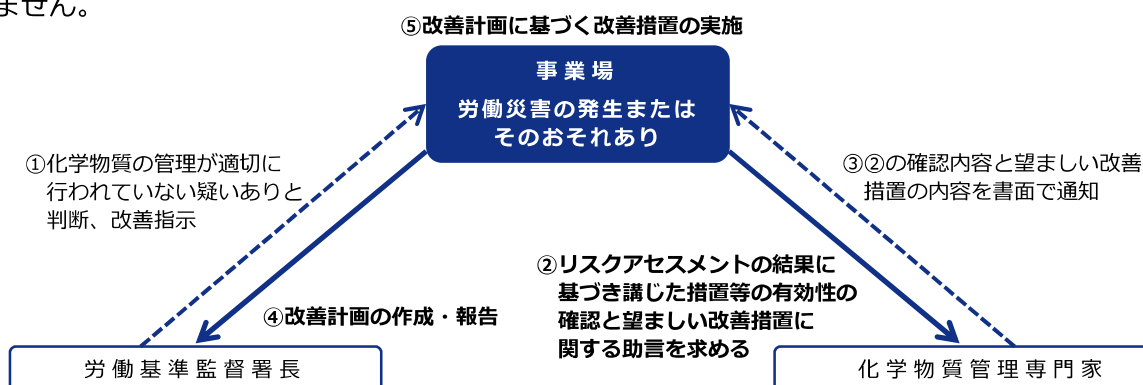 ません。
⑤改善計画に基づく改善措置の実施
事業場
労働災害の発生または
そのおそれあり
①化学物質の管理が適切に
行われていない疑いありと
判断、改善指示
③②の確認内容と望ましい改善
措置の内容を書面で通知
②リスクアセスメントの結果に
基づき講じた措置等の有効性の
確認と望ましい改善措置に
関する助言を求める
④改善計画の作成・報告
労働基準監督署長
化学物質管理専門家